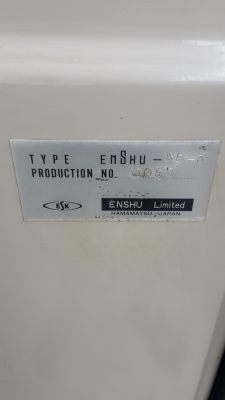 TYPE ENSHU-
PRODUCTION NO.
ESK ENSHU Limited
HAMAMATSU JAPAN